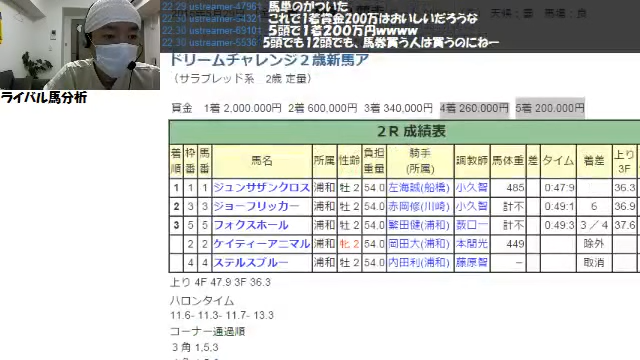 22:23 ustreamer-47961: 馬単のがついた、
22:30 ustreamer-54321: これで1着賞金200万はおいしいだろうな
22:30 ustreamer-69101: 5頭で1着200万円wwww
22:30 ustreamer-5536: 5頭でも12頭でも、馬券買う人は買うのにねー
ライバル馬分析
ドリームチャレンジ2歳新馬ア
(サラブレッド系 2歳 定量)
賞金 1着 2,000,000円 2着 600,000円 3着 340,000円 4着 260,000円 5着 200,000円
2R 成績表
着順 枠番 馬番 馬名 所属 性齢 負担重量 騎手(所属) 調教師 馬体重 差 タイム 着差 上り3F
1 1 1 ジュンサザンクロス 浦和 牡2 54.0 左海誠(船橋) 小久智 485 0:47:9 36.3
2 3 3 ジョーフリッカー 浦和 牡2 54.0 赤岡修(川崎) 小久智 計不 0:49:1 6 36.9
3 5 5 フォクスホール 浦和 牡2 54.0 繁田健(浦和) 薮口一 計不 0:49:3 3/4 37.6
2 2 ケイティーアニマル 浦和 牝2 54.0 岡田大(浦和) 本間光 449 除外
4 4 ステルスブルー 浦和 牡2 54.0 内田利(浦和) 藤原智 − 取消
上り 4F 47.9 3F 36.3
ハロンタイム
11.6- 11.3- 11.7- 13.3
コーナー通過順
3角 1,5,3